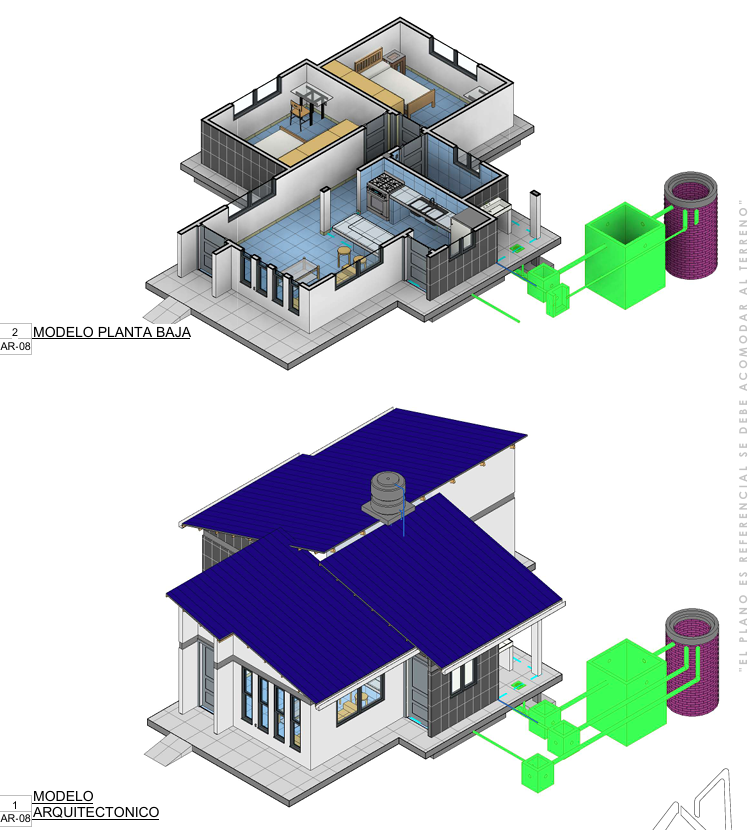 2
AR-08
MODELO PLANTA BAJA
1
AR-08
MODELO
ARQUITECTONICO
"EL PLANO ES REFERENCIAL SE DEBE ACOMODAR AL TERRENO"